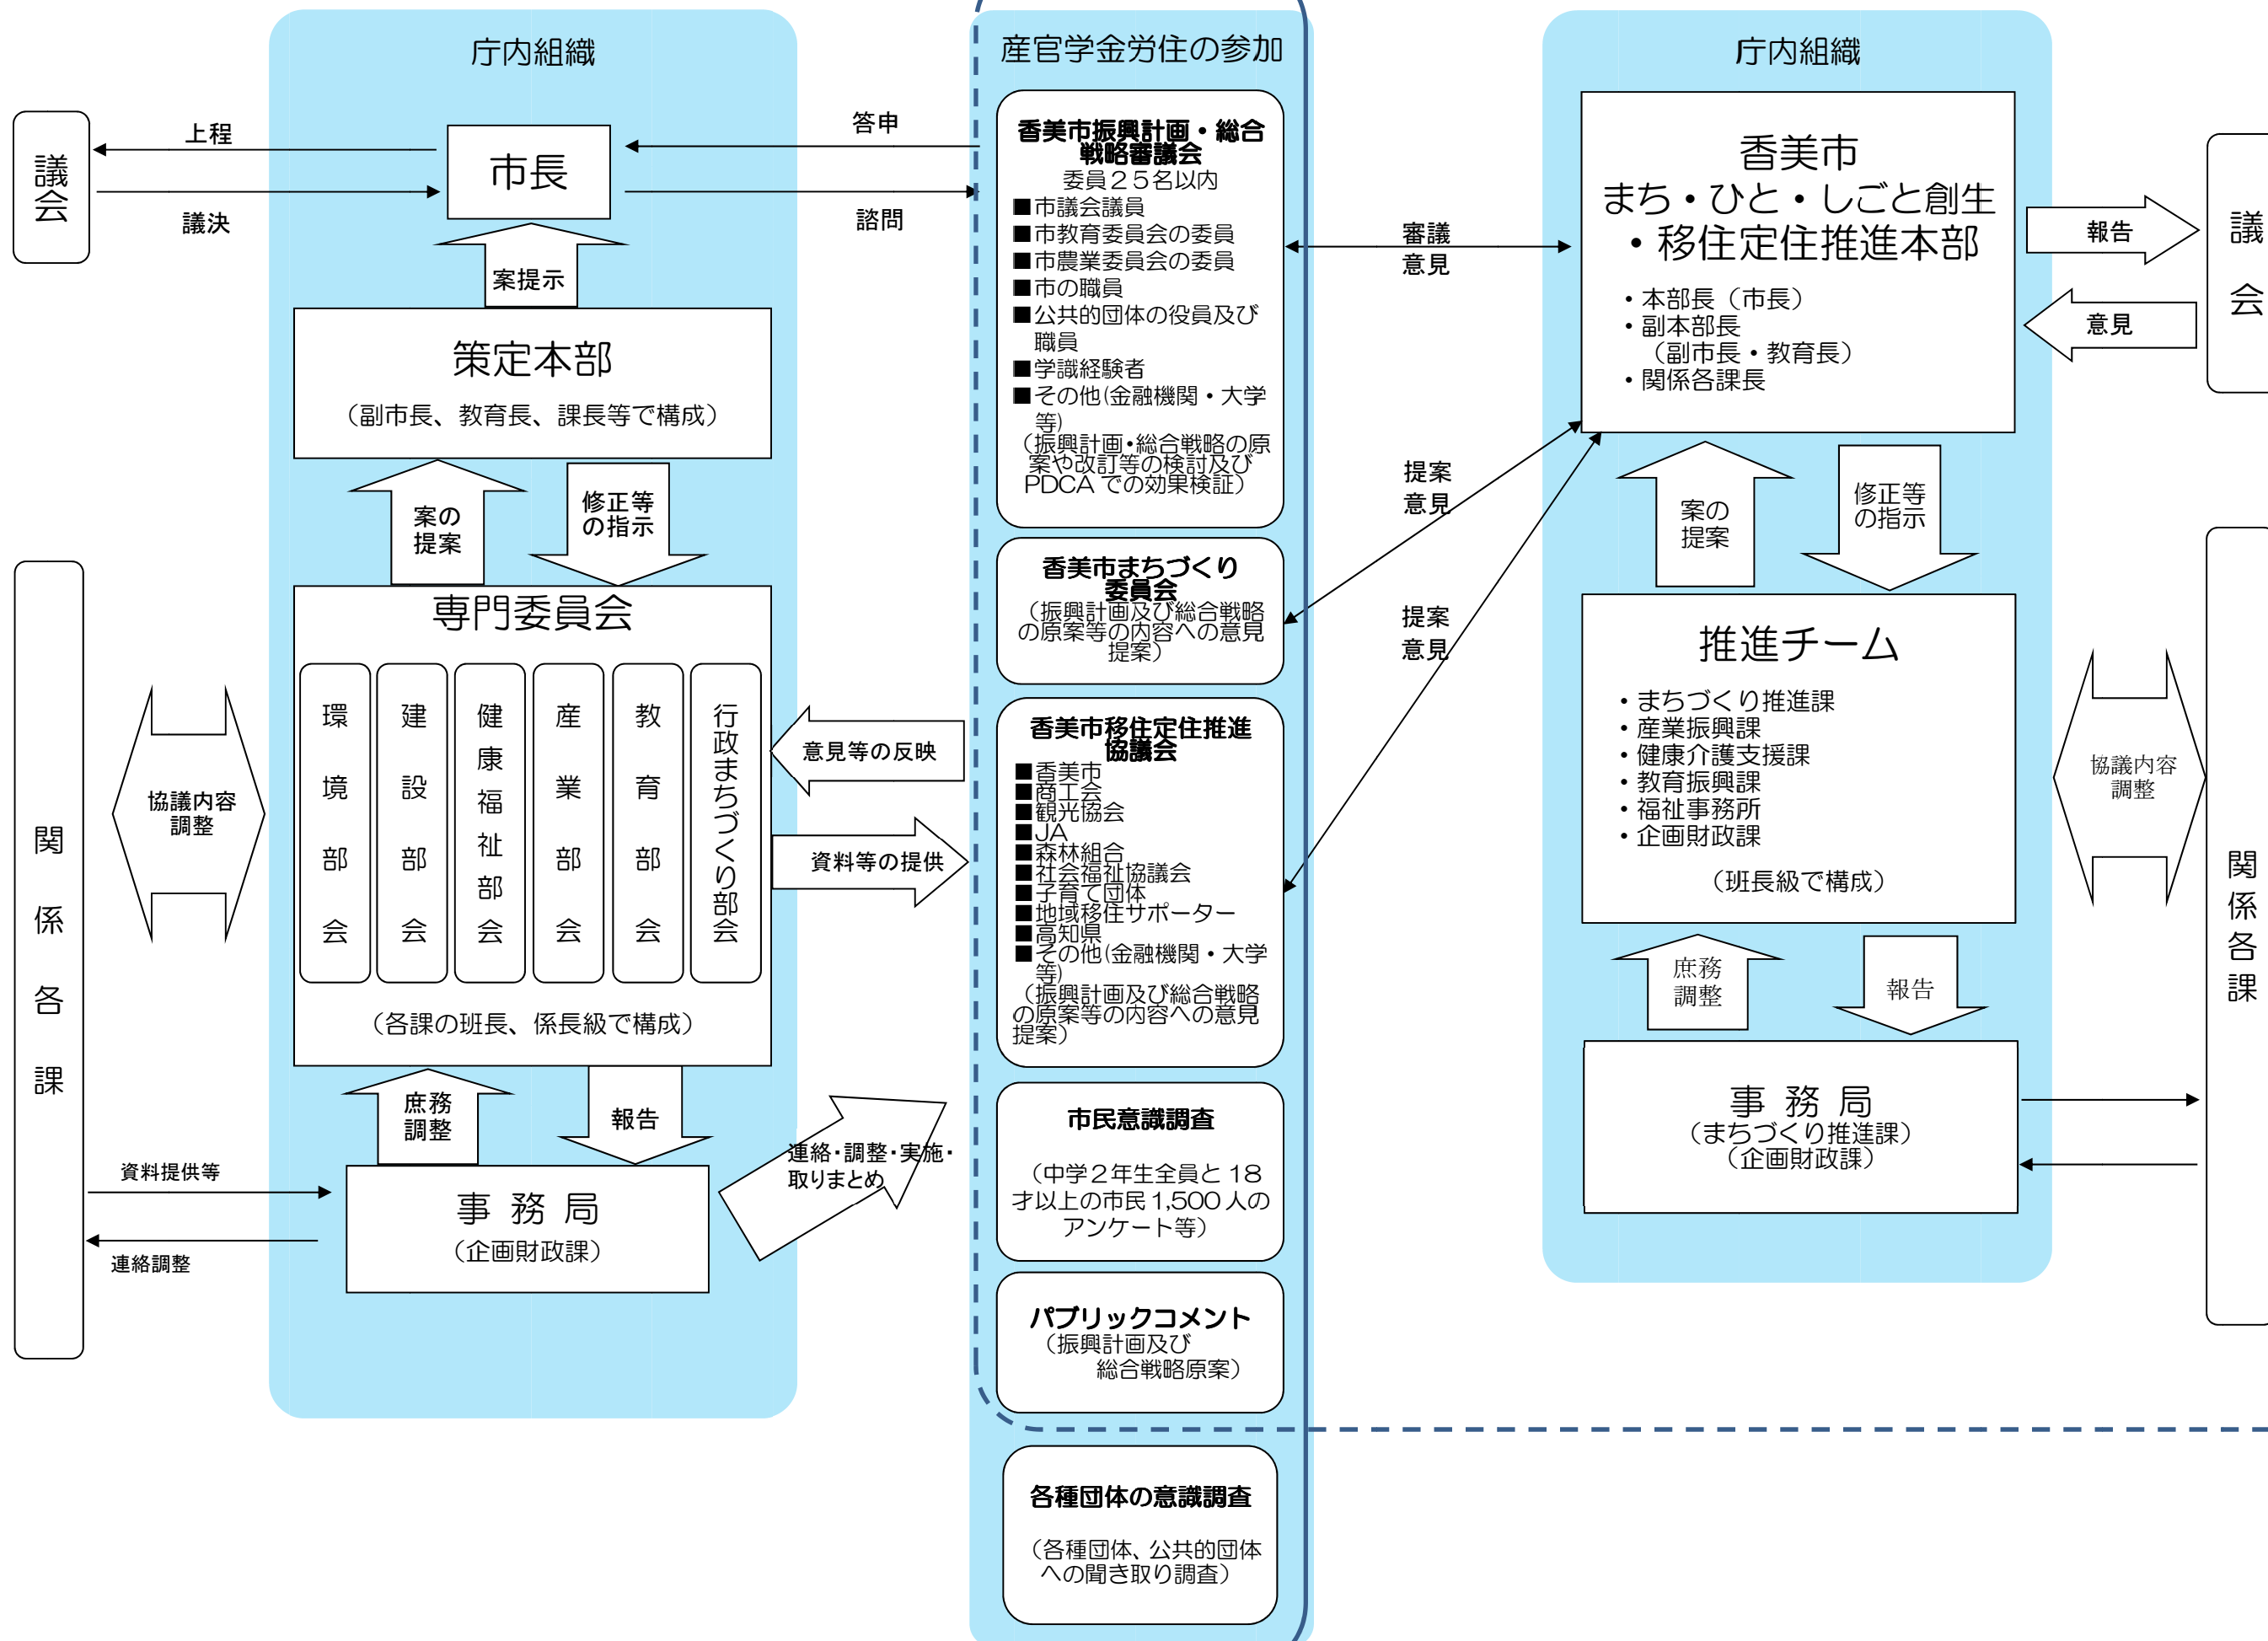 庁内組織
議会
上程
議決
市長
答申
諮問
案提示
策定本部
（副市長、教育長、課長等で構成）
案の
提案
修正等
の指示
専門委員会
環境部会
建設部会
健康福祉部会
産業部会
教育部会
行政まちづくり部会
（各課の班長、係長級で構成）
関係各課
協議内容
調整
意見等の反映
資料等の提供
庶務
調整
報告
連絡・調整・実施・
取りまとめ
資料提供等
連絡調整
事務局
（企画財政課）
産官学金労住の参加
香美市振興計画・総合
戦略審議会
委員２５名以内
■市議会議員
■市教育委員会の委員
■市農業委員会の委員
■市の職員
■公共的団体の役員及び
職員
■学識経験者
■その他(金融機関・大学
等)
（振興計画・総合戦略の原
案や改訂等の検討及び
PDCA での効果検証）
香美市まちづくり
委員会
（振興計画及び総合戦略
の原案等の内容への意見
提案）
香美市移住定住推進
協議会
■香美市
■商工会
■観光協会
■JA
■森林組合
■社会福祉協議会
■子育て団体
■地域移住サポーター
■高知県
■その他(金融機関・大学
等)
（振興計画及び総合戦略
の原案等の内容への意見
提案）
市民意識調査
（中学２年生全員と 18
才以上の市民 1,500 人の
アンケート等）
パブリックコメント
（振興計画及び
総合戦略原案）
各種団体の意識調査
（各種団体、公共的団体
への聞き取り調査）
審議
意見
提案
意見
提案
意見
庁内組織
香美市
まち・ひと・しごと創生
・移住定住推進本部
・本部長（市長）
・副本部長
（副市長・教育長）
・関係各課長
報告
意見
議会
案の
提案
修正等
の指示
推進チーム
・まちづくり推進課
・産業振興課
・健康介護支援課
・教育振興課
・福祉事務所
・企画財政課
（班長級で構成）
協議内容
調整
関係各課
庶務
調整
報告
事務局
（まちづくり推進課）
（企画財政課）